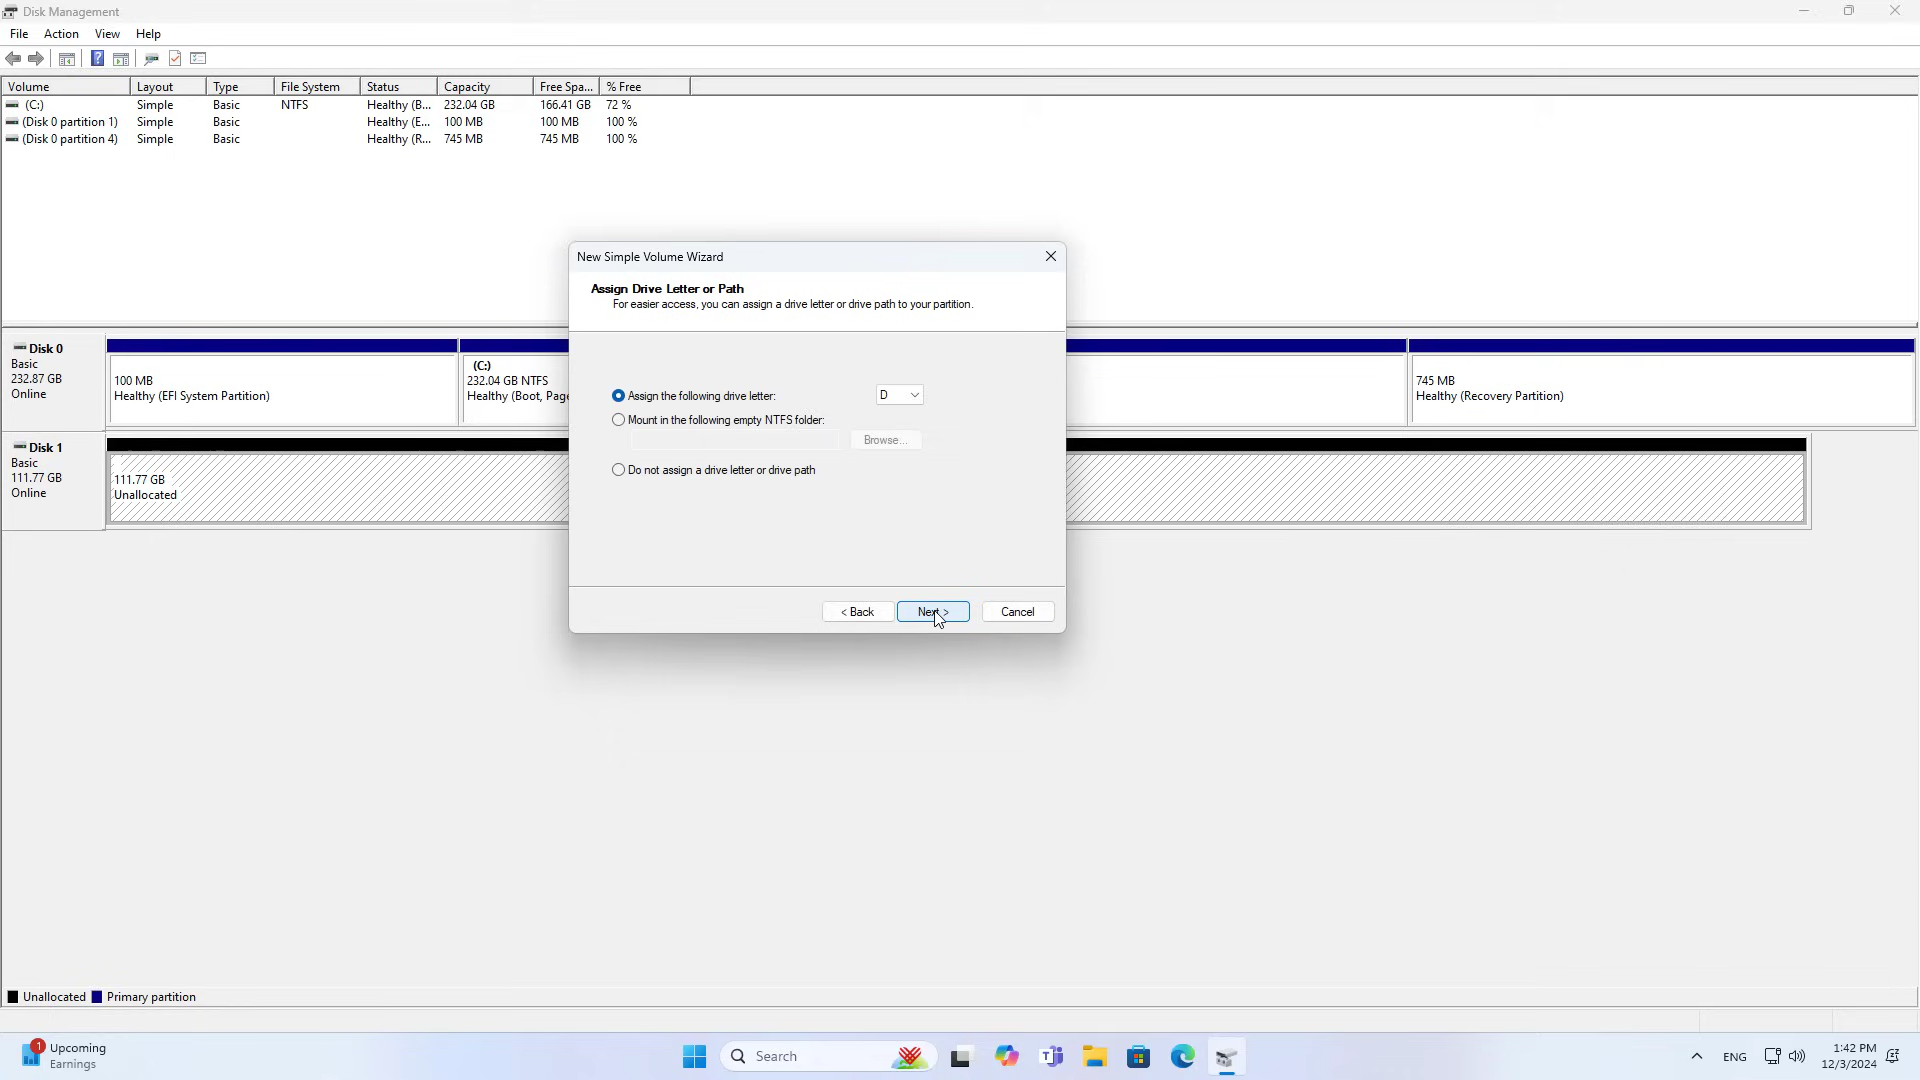 Disk Management
File Action View Help
Volume Layout Type File System Status Capacity Free Spa... % Free
(C:) Simple Basic NTFS Healthy (B... 232.04 GB 166.41 GB 72 %
(Disk 0 partition 1) Simple Basic Healthy (E... 100 MB 100 MB 100 %
(Disk 0 partition 4) Simple Basic Healthy (R... 745 MB 745 MB 100 %
New Simple Volume Wizard
Assign Drive Letter or Path
For easier access, you can assign a drive letter or drive path to your partition.
Assign the following drive letter: D
Mount in the following empty NTFS folder:
Browse...
Do not assign a drive letter or drive path
< Back Next > Cancel
Disk 0
Basic
232.87 GB
Online
100 MB
Healthy (EFI System Partition)
(C:)
232.04 GB NTFS
Healthy (Boot, Page
745 MB
Healthy (Recovery Partition)
Disk 1
Basic
111.77 GB
Online
111.77 GB
Unallocated
Unallocated Primary partition
1
Upcoming
Earnings
Search
ENG
1:42 PM
12/3/2024